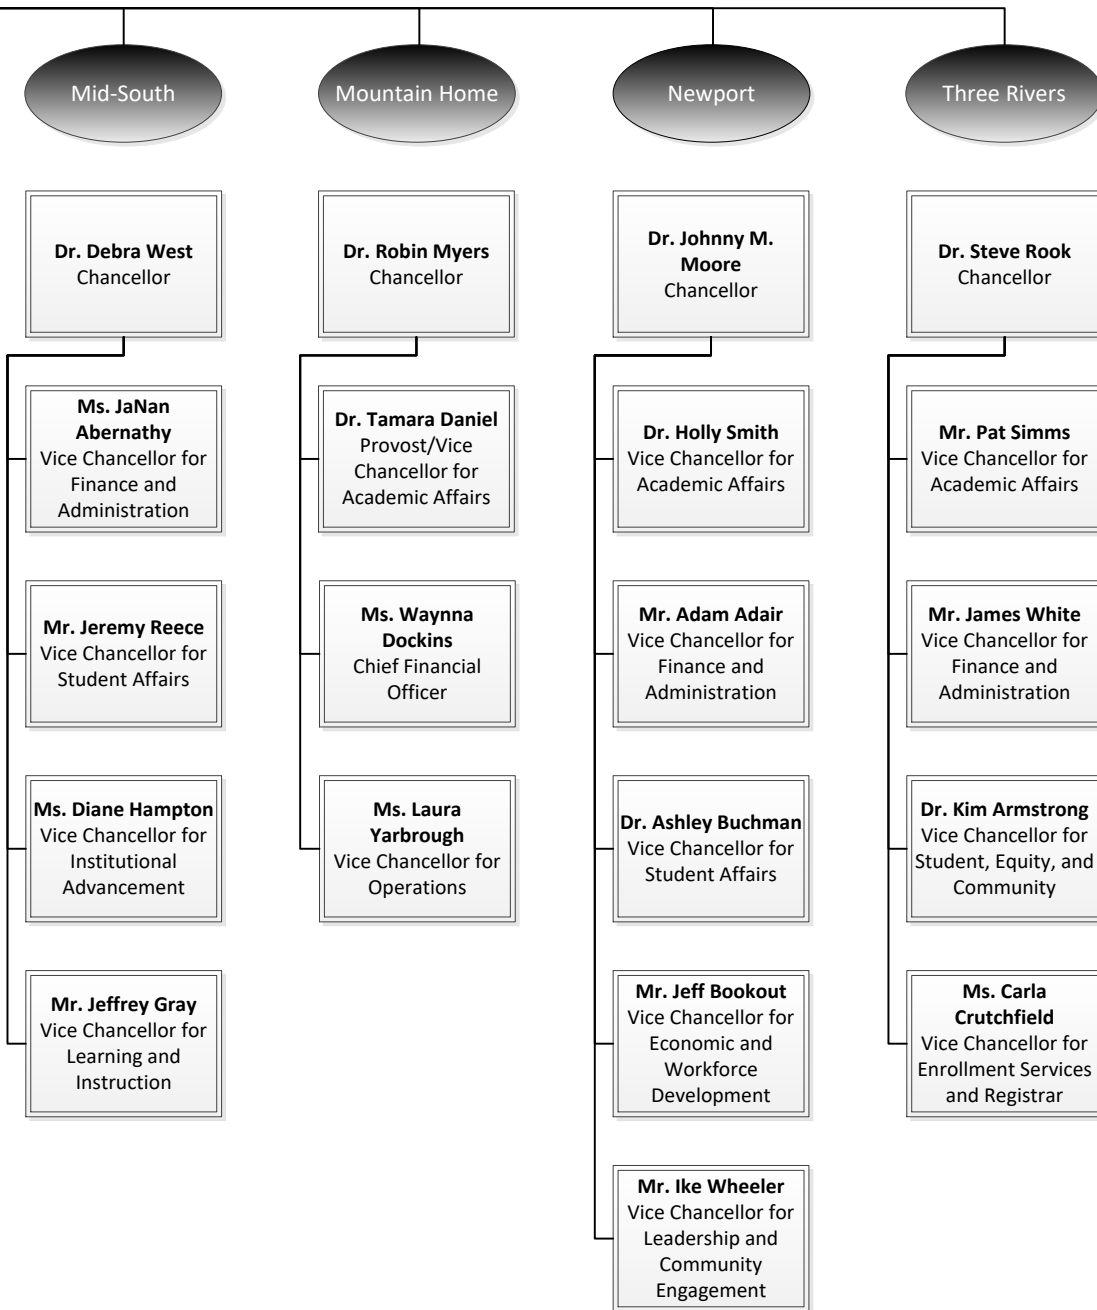 Mid-South
Mountain Home
Newport
Three Rivers
Dr. Debra West
Chancellor
Ms. JaNan
Abernathy
Vice Chancellor for
Finance and
Administration
Mr. Jeremy Reece
Vice Chancellor for
Student Affairs
Ms. Diane Hampton
Vice Chancellor for
Institutional
Advancement
Mr. Jeffrey Gray
Vice Chancellor for
Learning and
Instruction
Dr. Robin Myers
Chancellor
Dr. Tamara Daniel
Provost/Vice
Chancellor for
Academic Affairs
Ms. Waynna
Dockins
Chief Financial
Officer
Ms. Laura
Yarbrough
Vice Chancellor for
Operations
Dr. Johnny M.
Moore
Chancellor
Dr. Holly Smith
Vice Chancellor for
Academic Affairs
Mr. Adam Adair
Vice Chancellor for
Finance and
Administration
Dr. Ashley Buchman
Vice Chancellor for
Student Affairs
Mr. Jeff Bookout
Vice Chancellor for
Economic and
Workforce
Development
Mr. Ike Wheeler
Vice Chancellor for
Leadership and
Community
Engagement
Dr. Steve Rook
Chancellor
Mr. Pat Simms
Vice Chancellor for
Academic Affairs
Mr. James White
Vice Chancellor for
Finance and
Administration
Dr. Kim Armstrong
Vice Chancellor for
Student, Equity, and
Community
Ms. Carla
Crutchfield
Vice Chancellor for
Enrollment Services
and Registrar